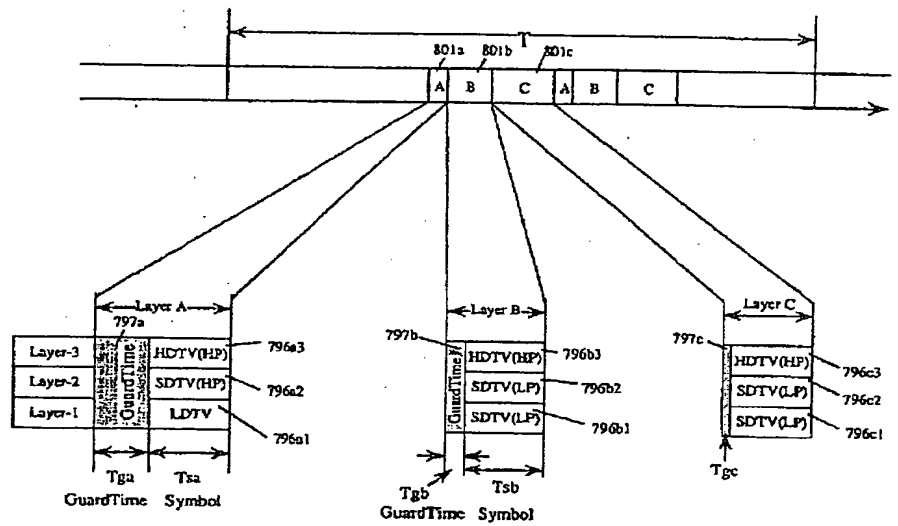 T
801a 801b 801c
A B C A B C
Layer A
Layer B
Layer C
797a
797b
797c
Layer-3 HDTV(HP) 796a3
Layer-2 SDTV(HP) 796a2
Layer-1 LDTV 796a1
GuardTime
HDTV(HP) 796b3
SDTV(LP) 796b2
SDTV(LP) 796b1
GuardTime
HDTV(HP) 796c3
SDTV(LP) 796c2
SDTV(LP) 796c1
Tga Tsa
GuardTime Symbol
Tgb Tsb
GuardTime Symbol
Tgc